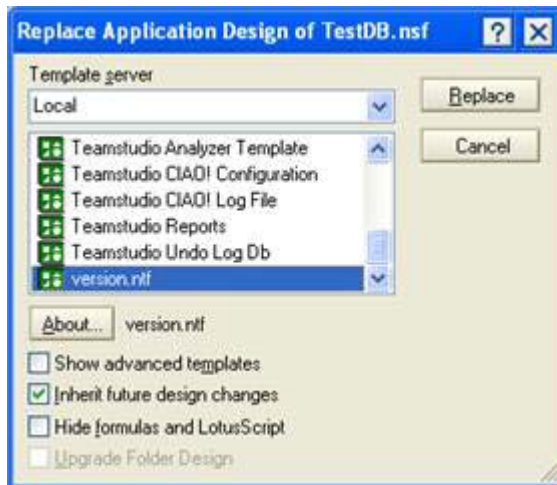 Replace Application Design of TestDB.nsf
Template server
Local
Replace
Teamstudio Analyzer Template
Cancel
Teamstudio CIAO! Configuration
Teamstudio CIAO! Log File
Teamstudio Reports
Teamstudio Undo Log Db
version.ntf
About... version.ntf
Show advanced templates
Inherit future design changes
Hide formulas and LotusScript
Upgrade Folder Design